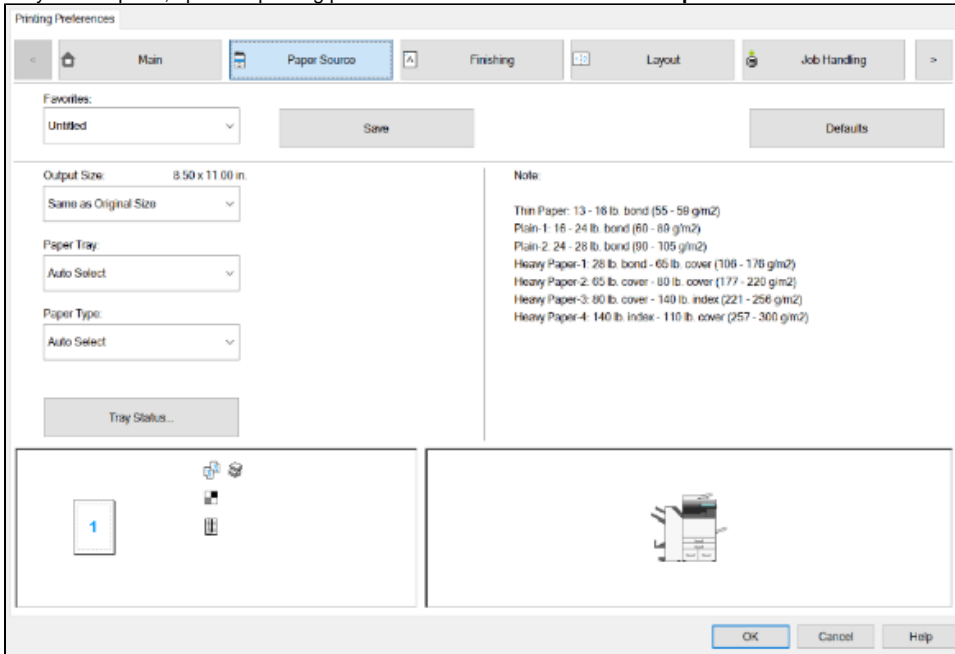 Printing Preferences
< Main Paper Source Finishing Layout Job Handling >
Favorites:
Untitled Save Defaults
Output Size: 8.50 x 11.00 in.
Same as Original Size
Paper Tray:
Auto Select
Paper Type:
Auto Select
Tray Status...
Note:
Thin Paper: 13 - 16 lb. bond (55 - 59 g/m2)
Plain-1: 16 - 24 lb. bond (60 - 89 g/m2)
Plain-2: 24 - 28 lb. bond (90 - 105 g/m2)
Heavy Paper-1: 28 lb. bond - 65 lb. cover (106 - 176 g/m2)
Heavy Paper-2: 65 lb. cover - 80 lb. cover (177 - 220 g/m2)
Heavy Paper-3: 80 lb. cover - 140 lb. index (221 - 256 g/m2)
Heavy Paper-4: 140 lb. index - 110 lb. cover (257 - 300 g/m2)
1
OK Cancel Help